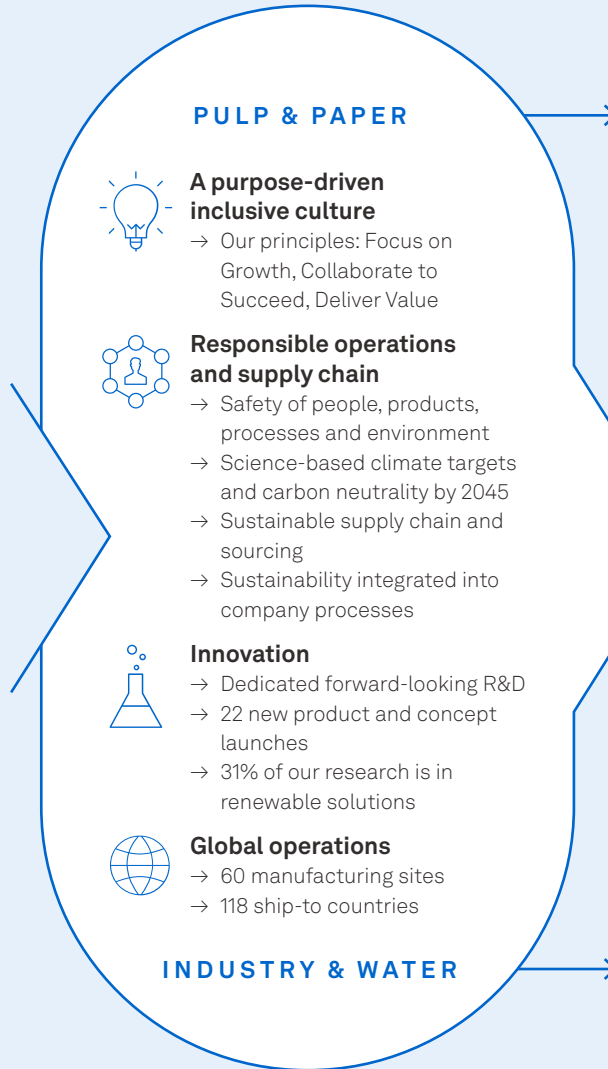 PULP & PAPER
A purpose-driven
inclusive culture
→ Our principles: Focus on
Growth, Collaborate to
Succeed, Deliver Value
Responsible operations
and supply chain
→ Safety of people, products,
processes and environment
→ Science-based climate targets
and carbon neutrality by 2045
→ Sustainable supply chain and
sourcing
→ Sustainability integrated into
company processes
Innovation
→ Dedicated forward-looking R&D
→ 22 new product and concept
launches
→ 31% of our research is in
renewable solutions
Global operations
→ 60 manufacturing sites
→ 118 ship-to countries
INDUSTRY & WATER